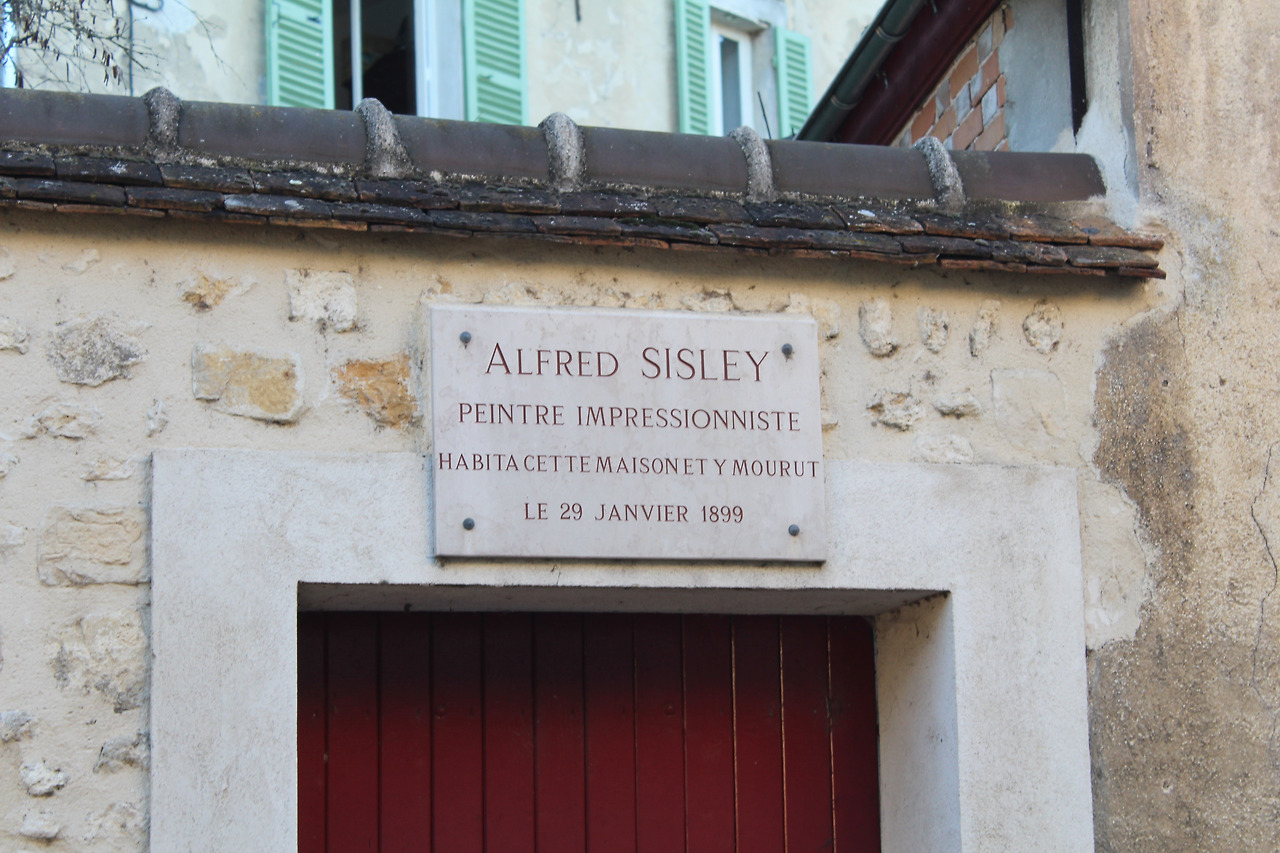 ALFRED SISLEY
PEINTRE IMPRESSIONNISTE
HABITA CETTE MAISON ET Y MOURUT
LE 29 JANVIER 1899